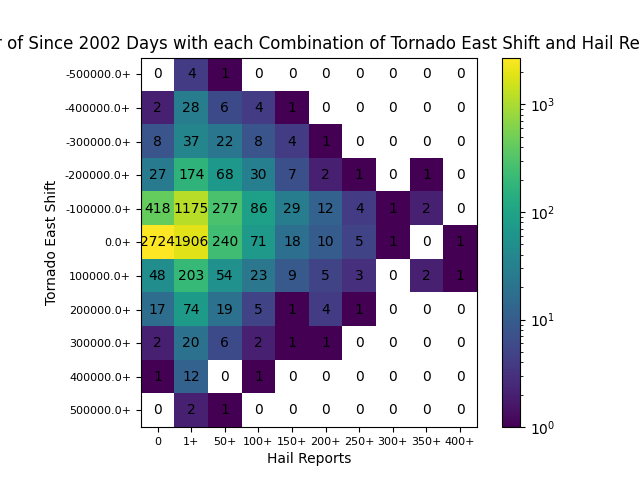 r of Since 2002 Days with each Combination of Tornado East Shift and Hail Re
Tornado East Shift
-500000.0+ 0 4 1 0 0 0 0 0 0 0
-400000.0+ 2 28 6 4 1 0 0 0 0 0
-300000.0+ 8 37 22 8 4 1 0 0 0 0
-200000.0+ 27 174 68 30 7 2 1 0 1 0
-100000.0+ 418 1175 277 86 29 12 4 1 2 0
0.0+ 2724 1906 240 71 18 10 5 1 0 1
100000.0+ 48 203 54 23 9 5 3 0 2 1
200000.0+ 17 74 19 5 1 4 1 0 0 0
300000.0+ 2 20 6 2 1 1 0 0 0 0
400000.0+ 1 12 0 1 0 0 0 0 0 0
500000.0+ 0 2 1 0 0 0 0 0 0 0
0 1+ 50+ 100+ 150+ 200+ 250+ 300+ 350+ 400+
Hail Reports
10³
10²
10¹
10⁰